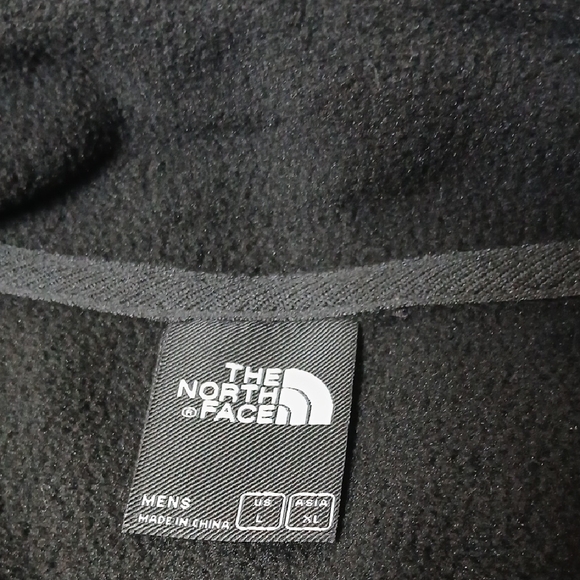 THE
NORTH
®FACE
MENS
MADE IN CHINA
US
L
ASIA
XL